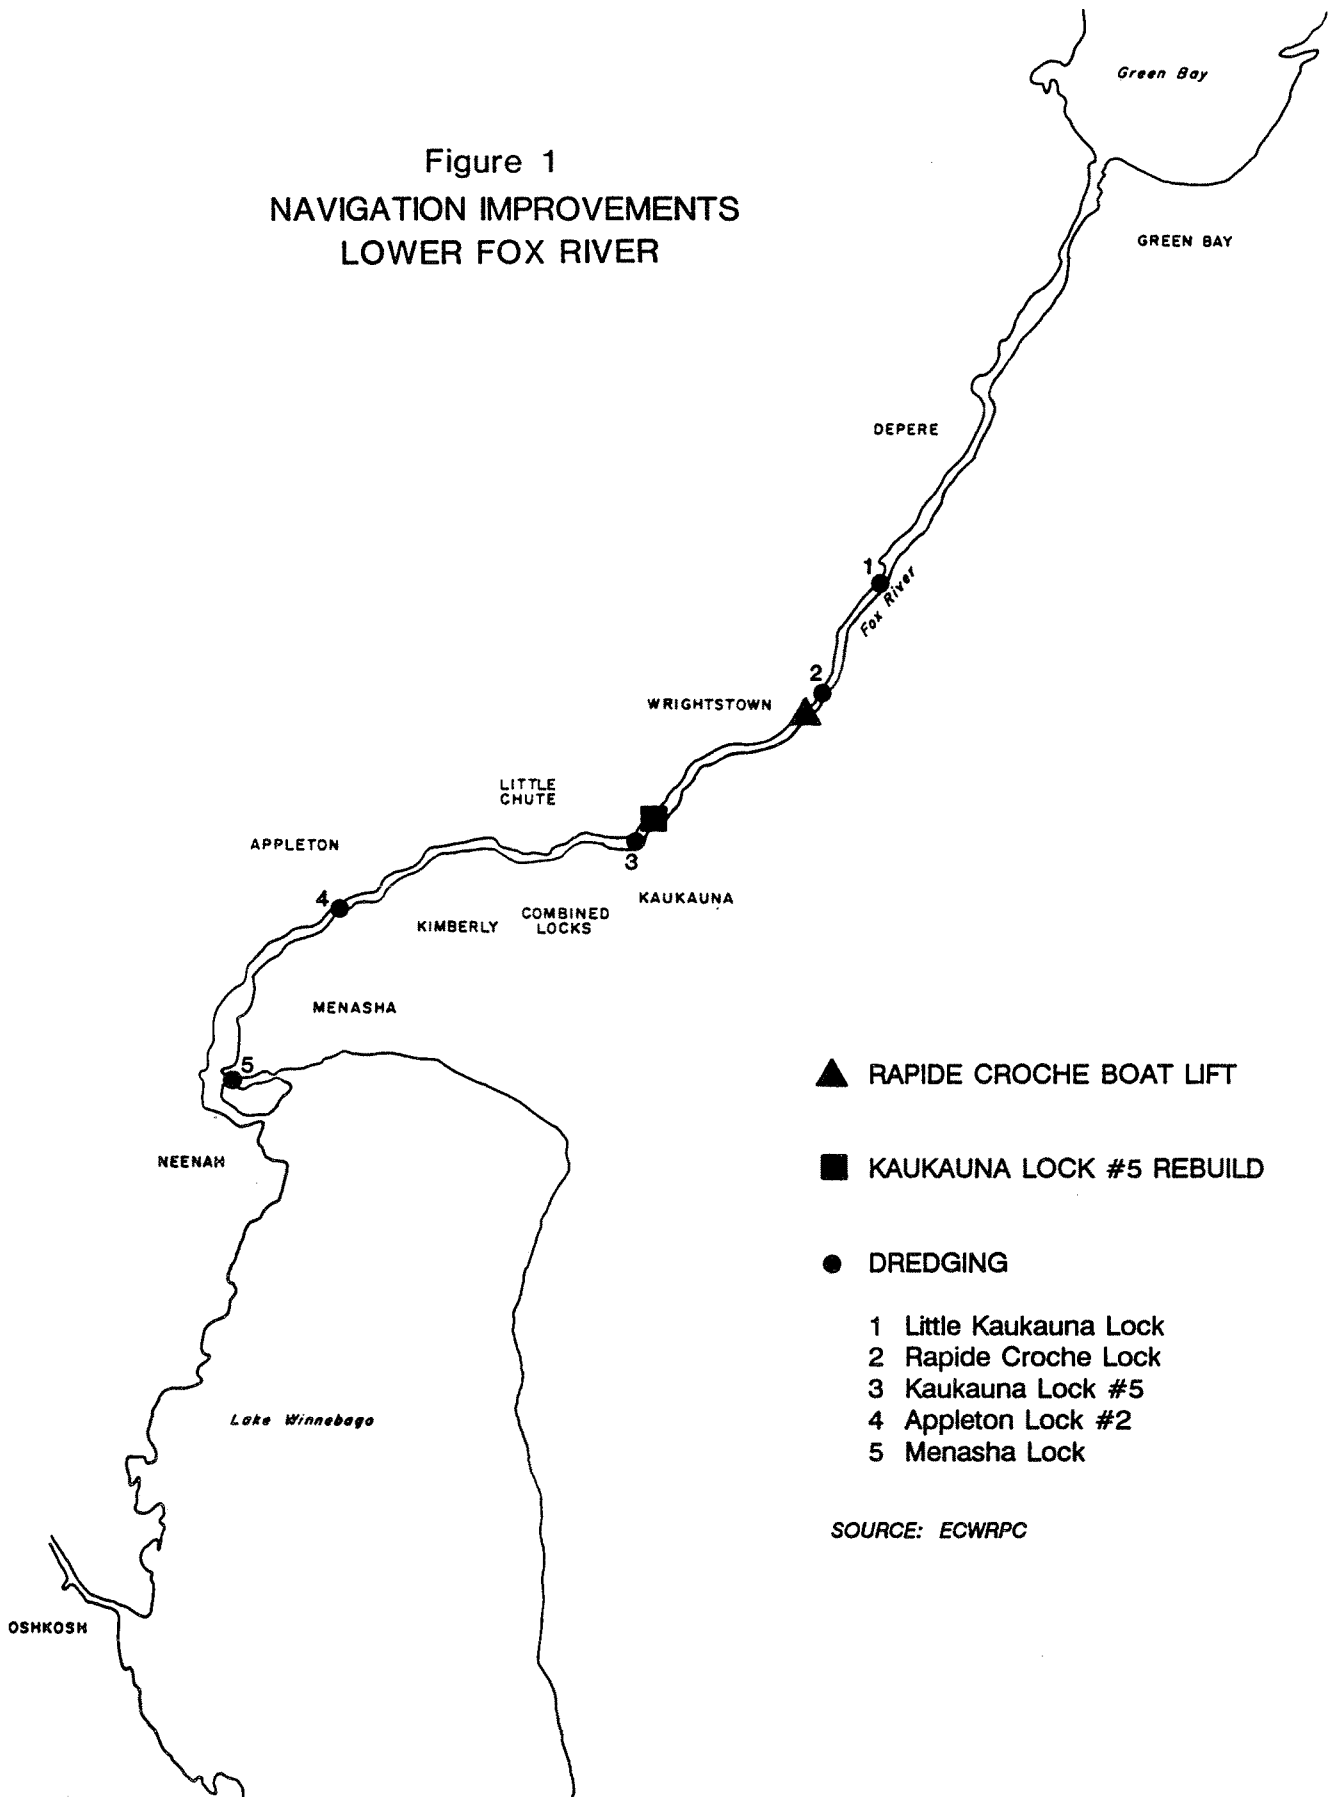 Green Bay
Figure 1
NAVIGATION IMPROVEMENTS
LOWER FOX RIVER
GREEN BAY
DEPERE
1
Fox River
2
WRIGHTSTOWN
LITTLE
CHUTE
APPLETON
3
4
KAUKAUNA
COMBINED
LOCKS
KIMBERLY
MENASHA
5
NEENAH
RAPIDE CROCHE BOAT LIFT
KAUKAUNA LOCK #5 REBUILD
DREDGING
1 Little Kaukauna Lock
2 Rapide Croche Lock
3 Kaukauna Lock #5
4 Appleton Lock #2
5 Menasha Lock
Lake Winnebago
SOURCE: ECWRPC
OSHKOSH